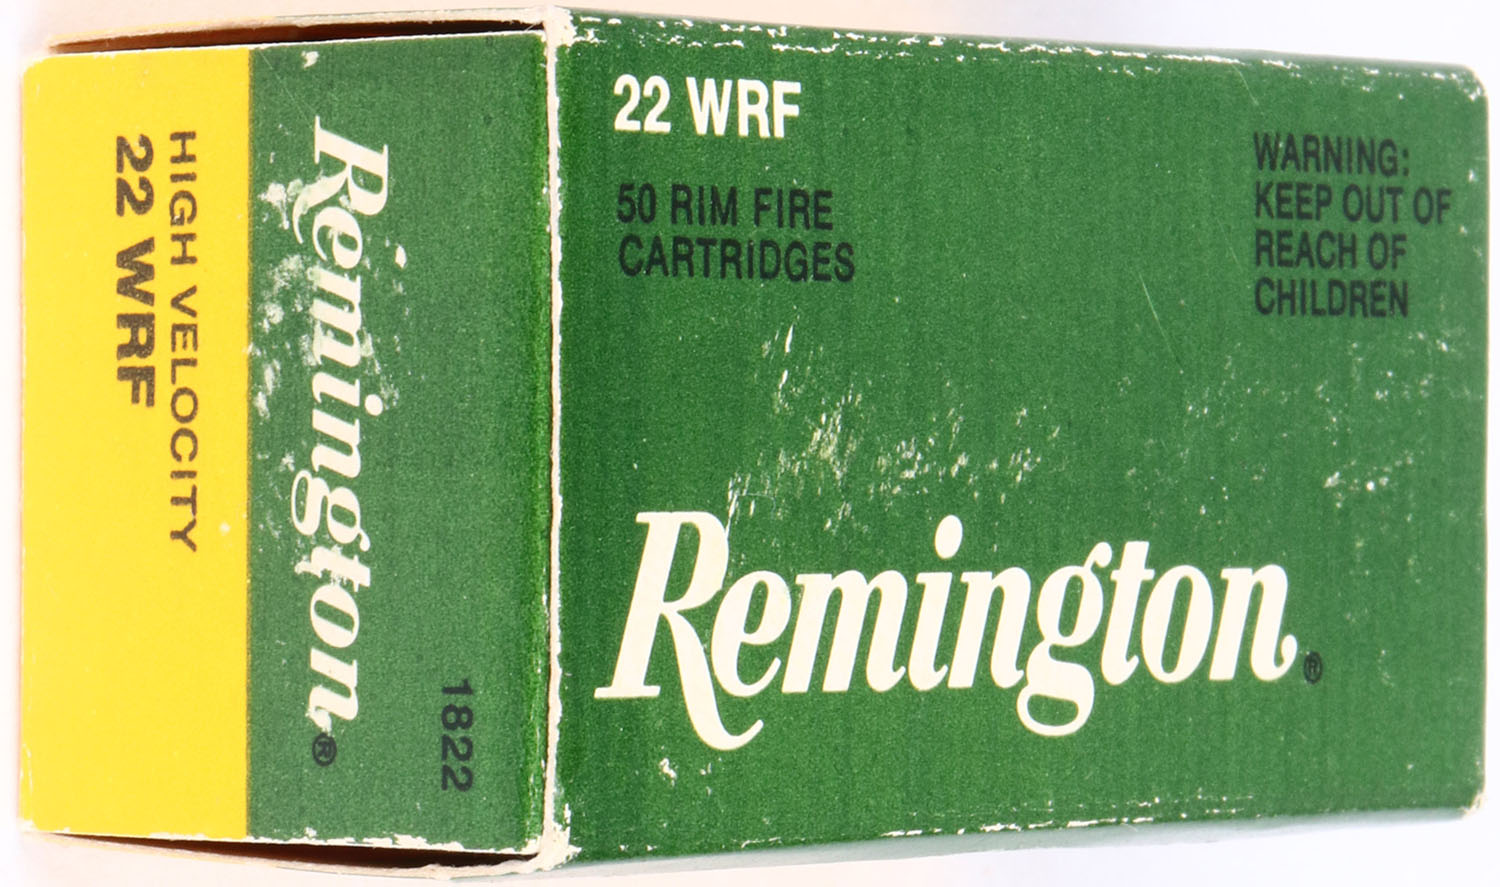 22 WRF
50 RIM FIRE
CARTRIDGES
WARNING:
KEEP OUT OF
REACH OF
CHILDREN
Remington®
1822
Remington®
HIGH VELOCITY
22 WRF